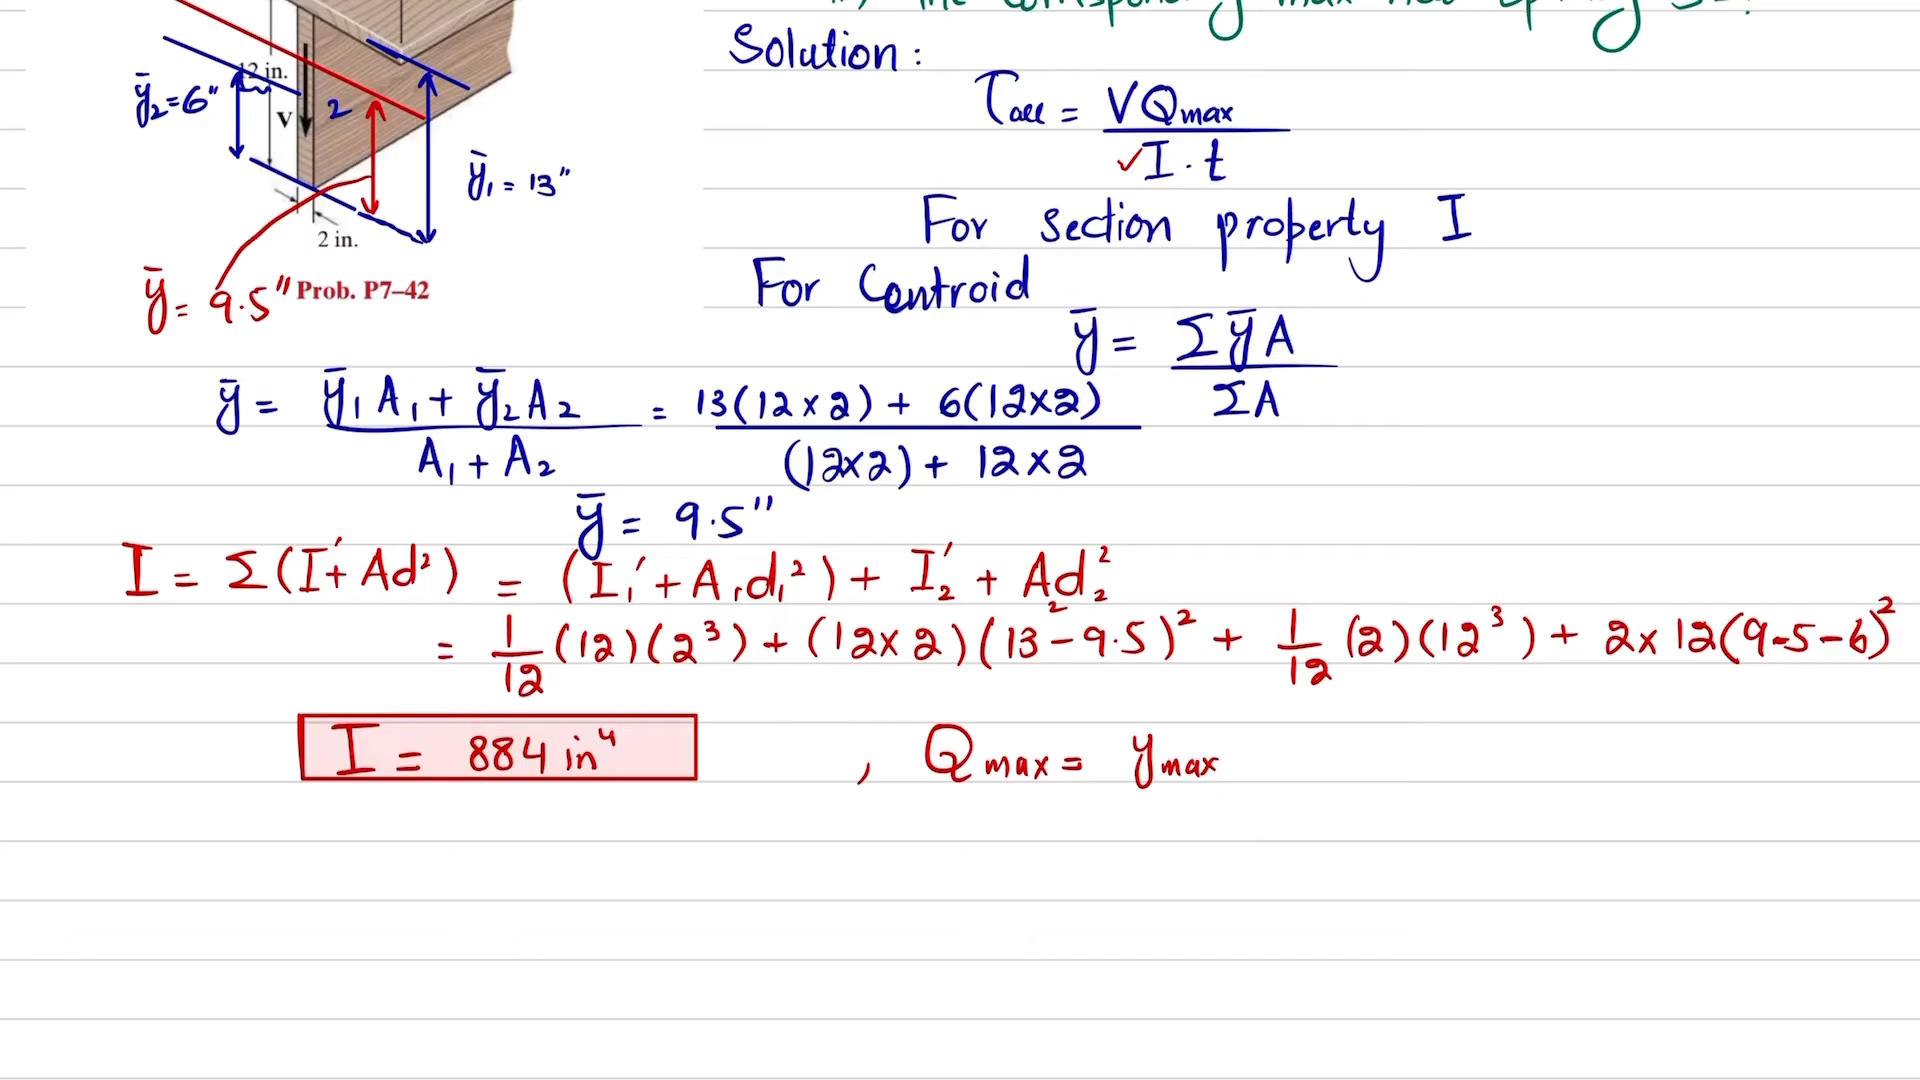 Solution:
τall = VQmax
✓I · t
For section property I
For Centroid
ȳ = ΣȳA
ΣA
12 in.
ȳ₂=6"
V
2
ȳ₁ = 13"
2 in.
ȳ = 9.5"
Prob. P7–42
ȳ = ȳ₁A₁ + ȳ₂A₂ = 13(12×2) + 6(12×2)
A₁ + A₂ (12×2) + 12×2
ȳ = 9.5"
I = Σ(I' + Ad²) = (I₁' + A₁d₁²) + I₂' + Ad₂²
= 1/12 (12)(2³) + (12×2)(13-9.5)² + 1/12 (2)(12³) + 2×12(9.5-6)²
I = 884 in⁴ , Qmax = ymax